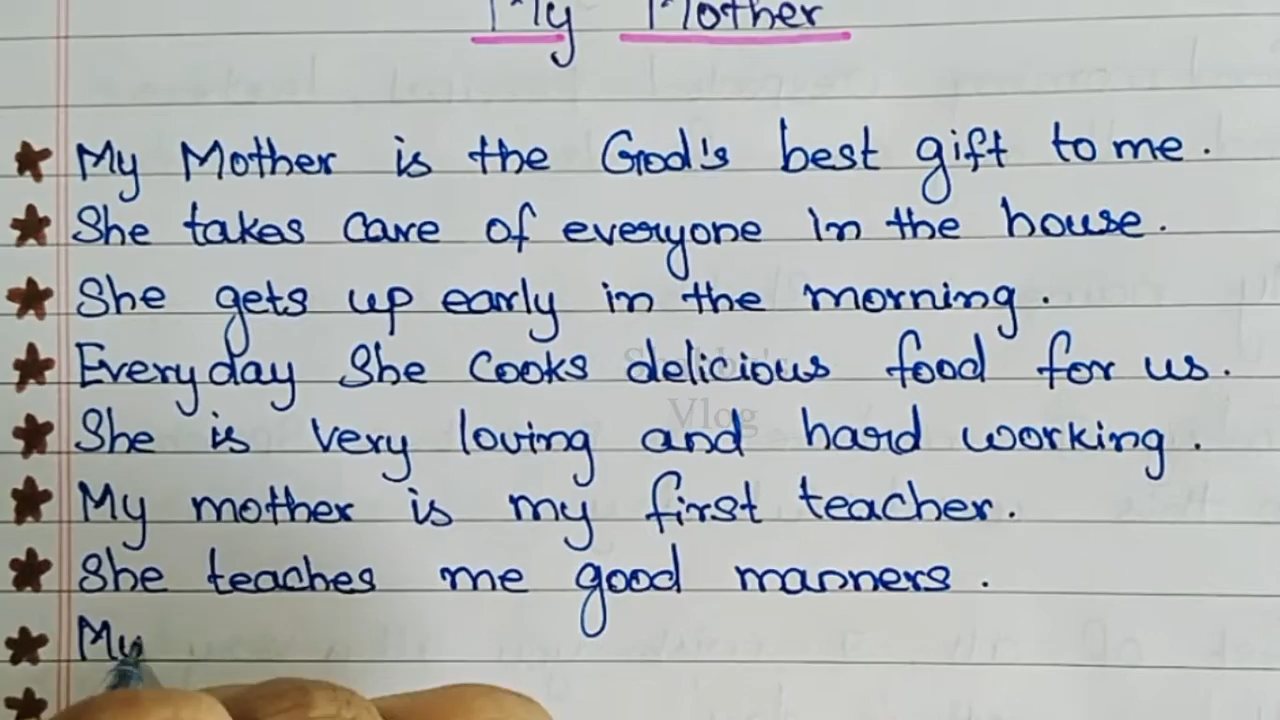 My Mother
My Mother is the God's best gift to me.
She takes care of everyone in the house.
She gets up early in the morning.
Everyday She Cooks delicious food for us.
She is very loving and hard working.
My mother is my first teacher.
She teaches me good manners.
My
Vlog